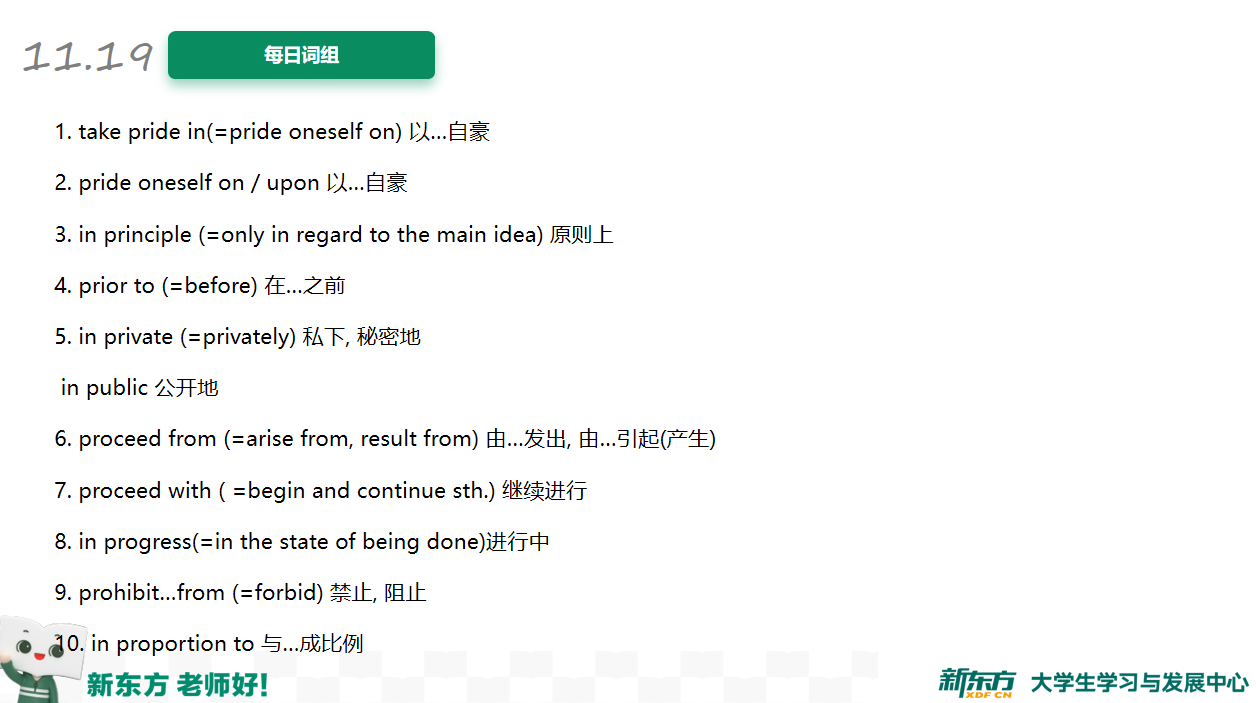 11.19
每日词组
1. take pride in(=pride oneself on) 以…自豪
2. pride oneself on / upon 以…自豪
3. in principle (=only in regard to the main idea) 原则上
4. prior to (=before) 在…之前
5. in private (=privately) 私下, 秘密地
in public 公开地
6. proceed from (=arise from, result from) 由…发出, 由…引起(产生)
7. proceed with ( =begin and continue sth.) 继续进行
8. in progress(=in the state of being done)进行中
9. prohibit…from (=forbid) 禁止, 阻止
10. in proportion to 与…成比例
新东方 老师好!
新东方 XDF.CN 大学生学习与发展中心